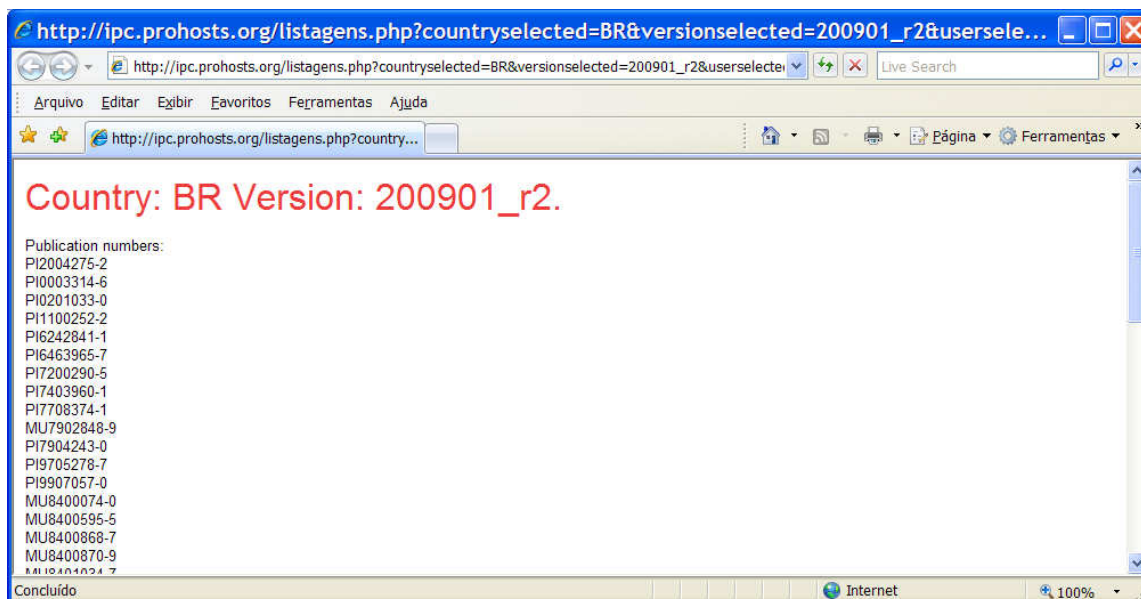 http://ipc.prohosts.org/listagens.php?countryselected=BR&versionselected=200901_r2&usersele...
http://ipc.prohosts.org/listagens.php?countryselected=BR&versionselected=200901_r2&userselecte
Live Search
Arquivo Editar Exibir Favoritos Ferramentas Ajuda
http://ipc.prohosts.org/listagens.php?country...
Página Ferramentas
Country: BR Version: 200901_r2.
Publication numbers:
PI2004275-2
PI0003314-6
PI0201033-0
PI1100252-2
PI6242841-1
PI6463965-7
PI7200290-5
PI7403960-1
PI7708374-1
MU7902848-9
PI7904243-0
PI9705278-7
PI9907057-0
MU8400074-0
MU8400595-5
MU8400868-7
MU8400870-9
MU8401034-7
Concluído
Internet
100%